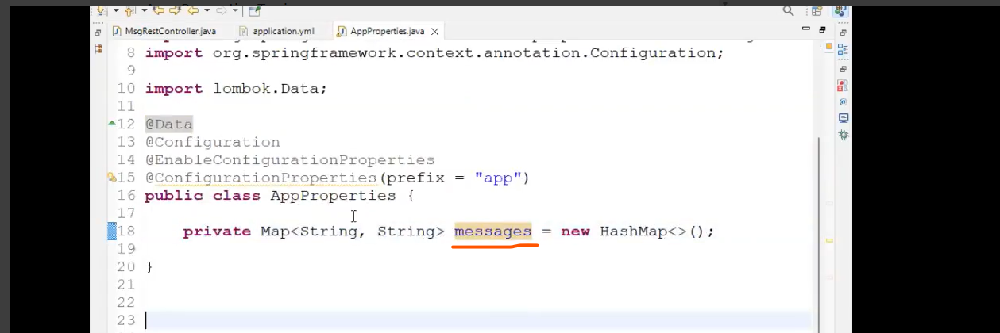 MsgRestController.java application.yml AppProperties.java
8 import org.springframework.context.annotation.Configuration;
9
10 import lombok.Data;
11
12 @Data
13 @Configuration
14 @EnableConfigurationProperties
15 @ConfigurationProperties(prefix = "app")
16 public class AppProperties {
17
18 private Map<String, String> messages = new HashMap<>();
19
20 }
21
22
23